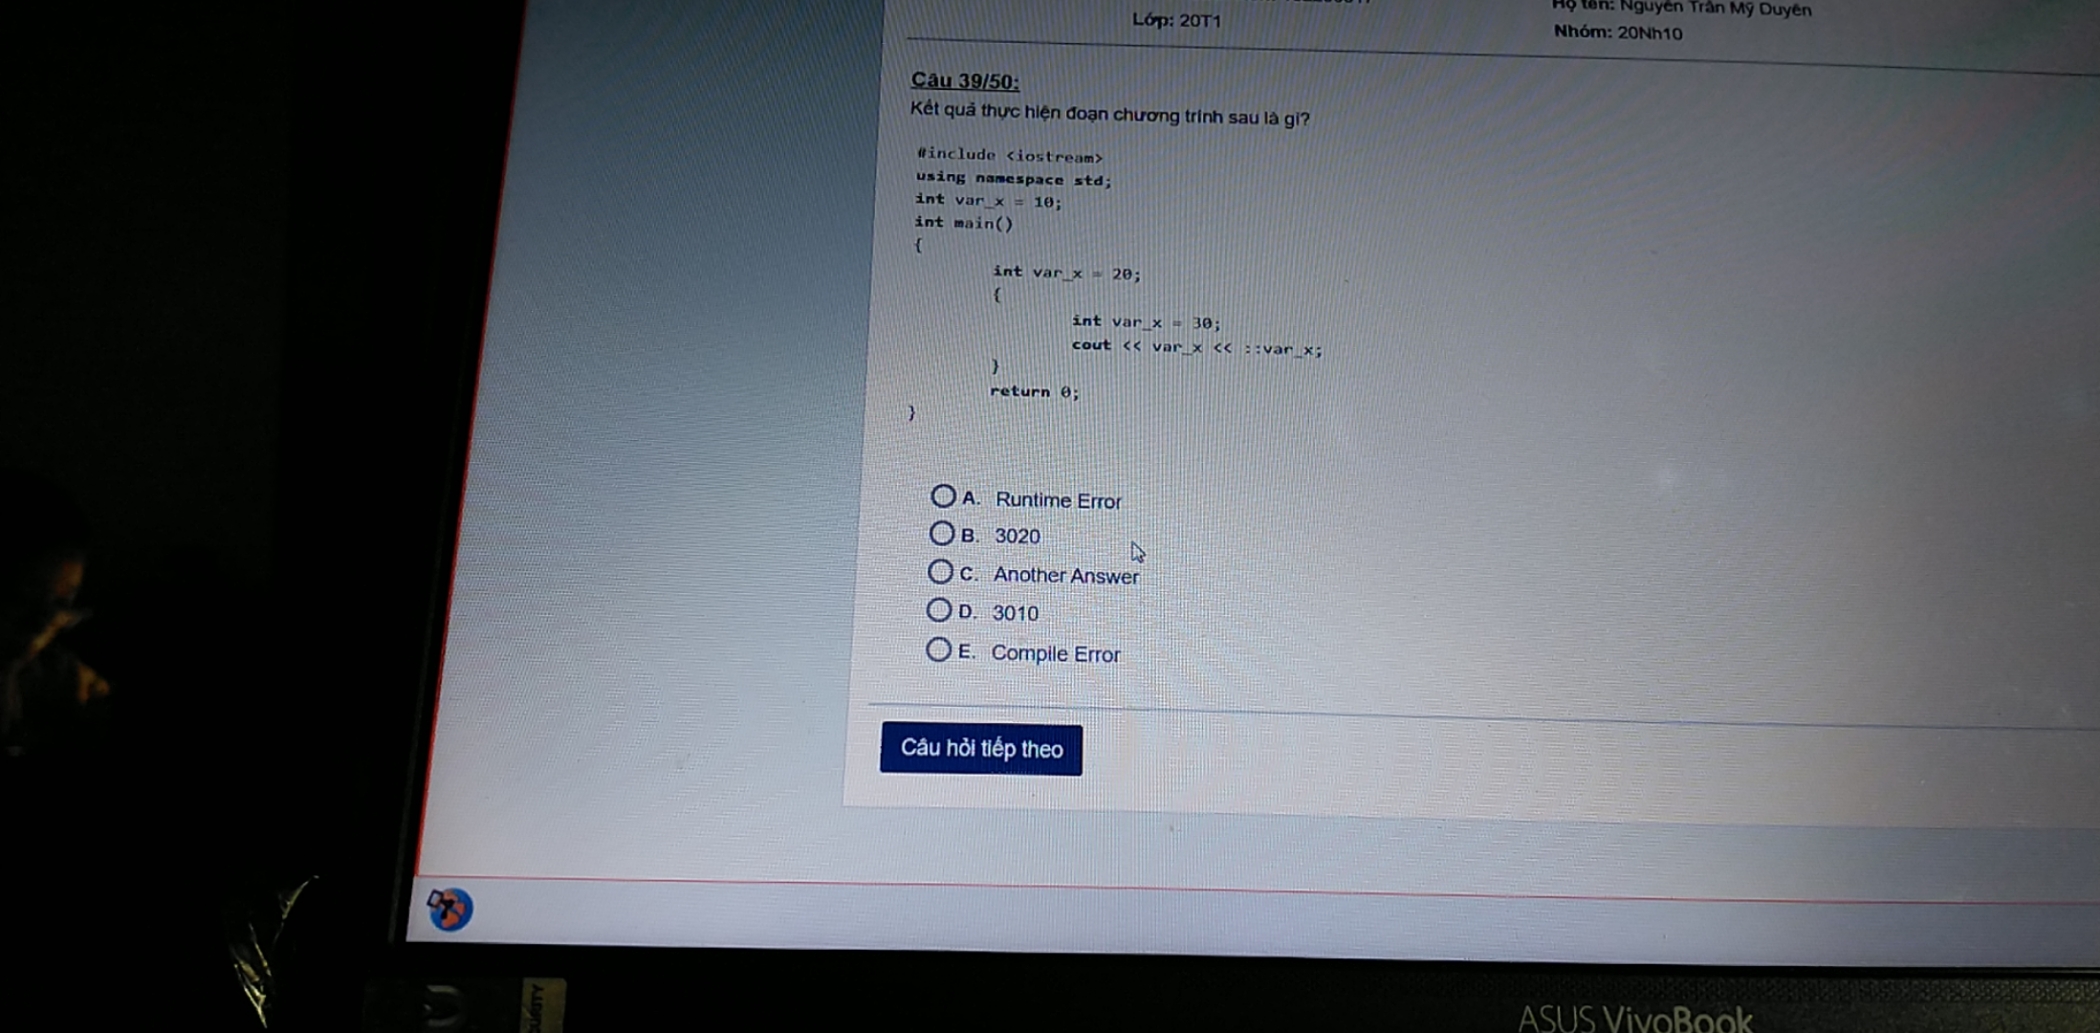 Lớp: 20T1
Họ tên: Nguyễn Trần Mỹ Duyên
Nhóm: 20Nh10
Câu 39/50:
Kết quả thực hiện đoạn chương trình sau là gì?
#include <iostream>
using namespace std;
int var_x = 10;
int main()
{
int var_x = 20;
{
int var_x = 30;
cout << var_x << ::var_x;
}
return 0;
}
A. Runtime Error
B. 3020
C. Another Answer
D. 3010
E. Compile Error
Câu hỏi tiếp theo
ASUS VivoBook